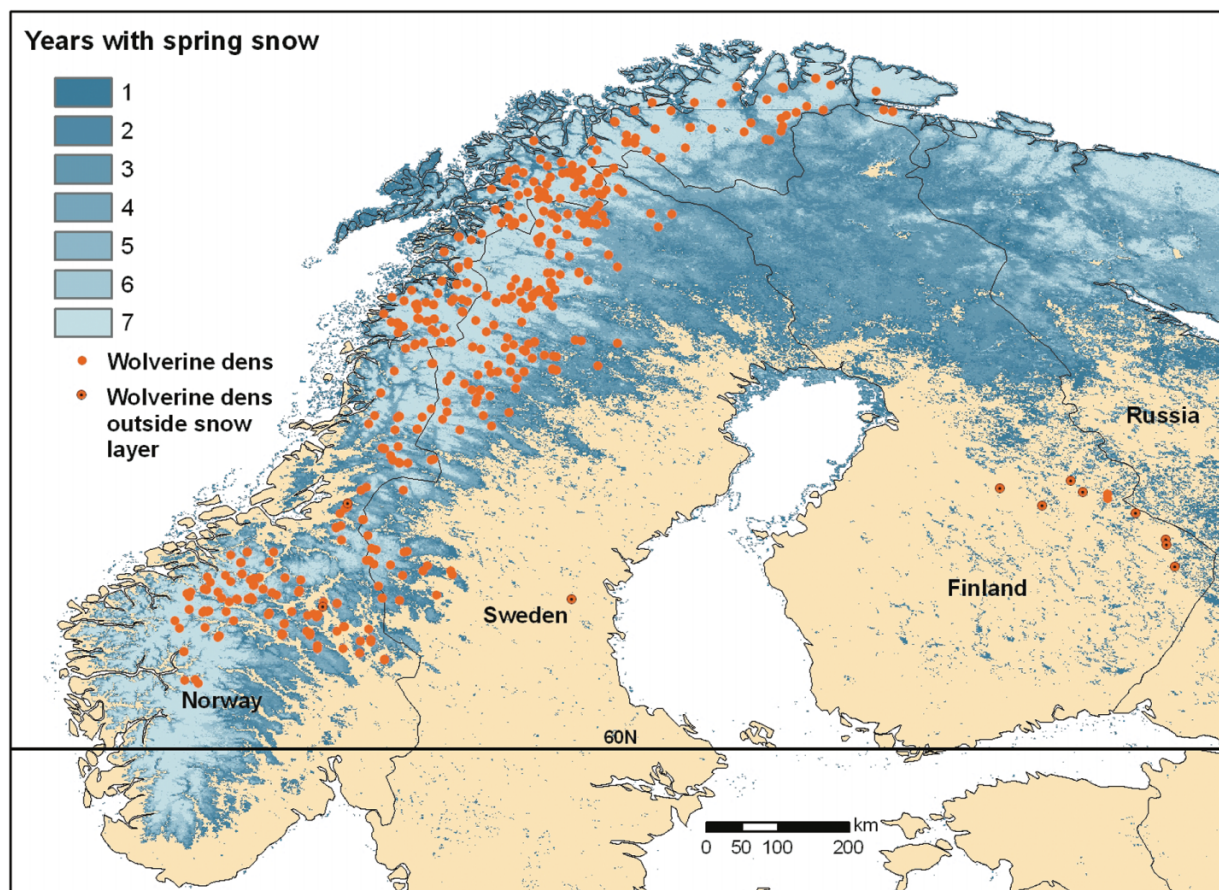 Years with spring snow
1
2
3
4
5
6
7
Wolverine dens
Wolverine dens
outside snow
layer
Russia
Finland
Sweden
Norway
60N
km
0 50 100 200